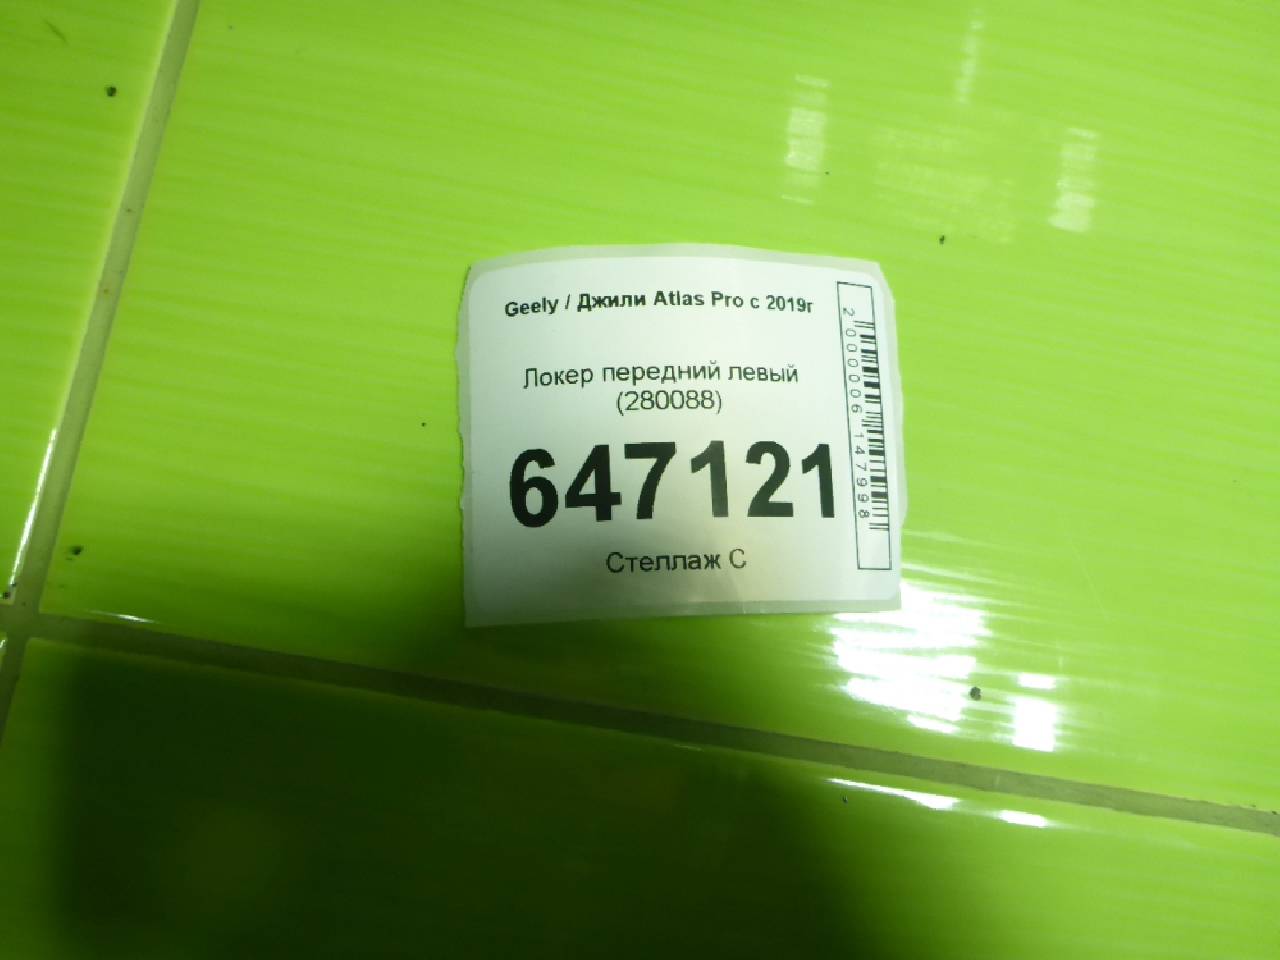 Geely / Джили Atlas Pro с 2019г
Локер передний левый
(280088)
647121
Стеллаж С
2000006147998